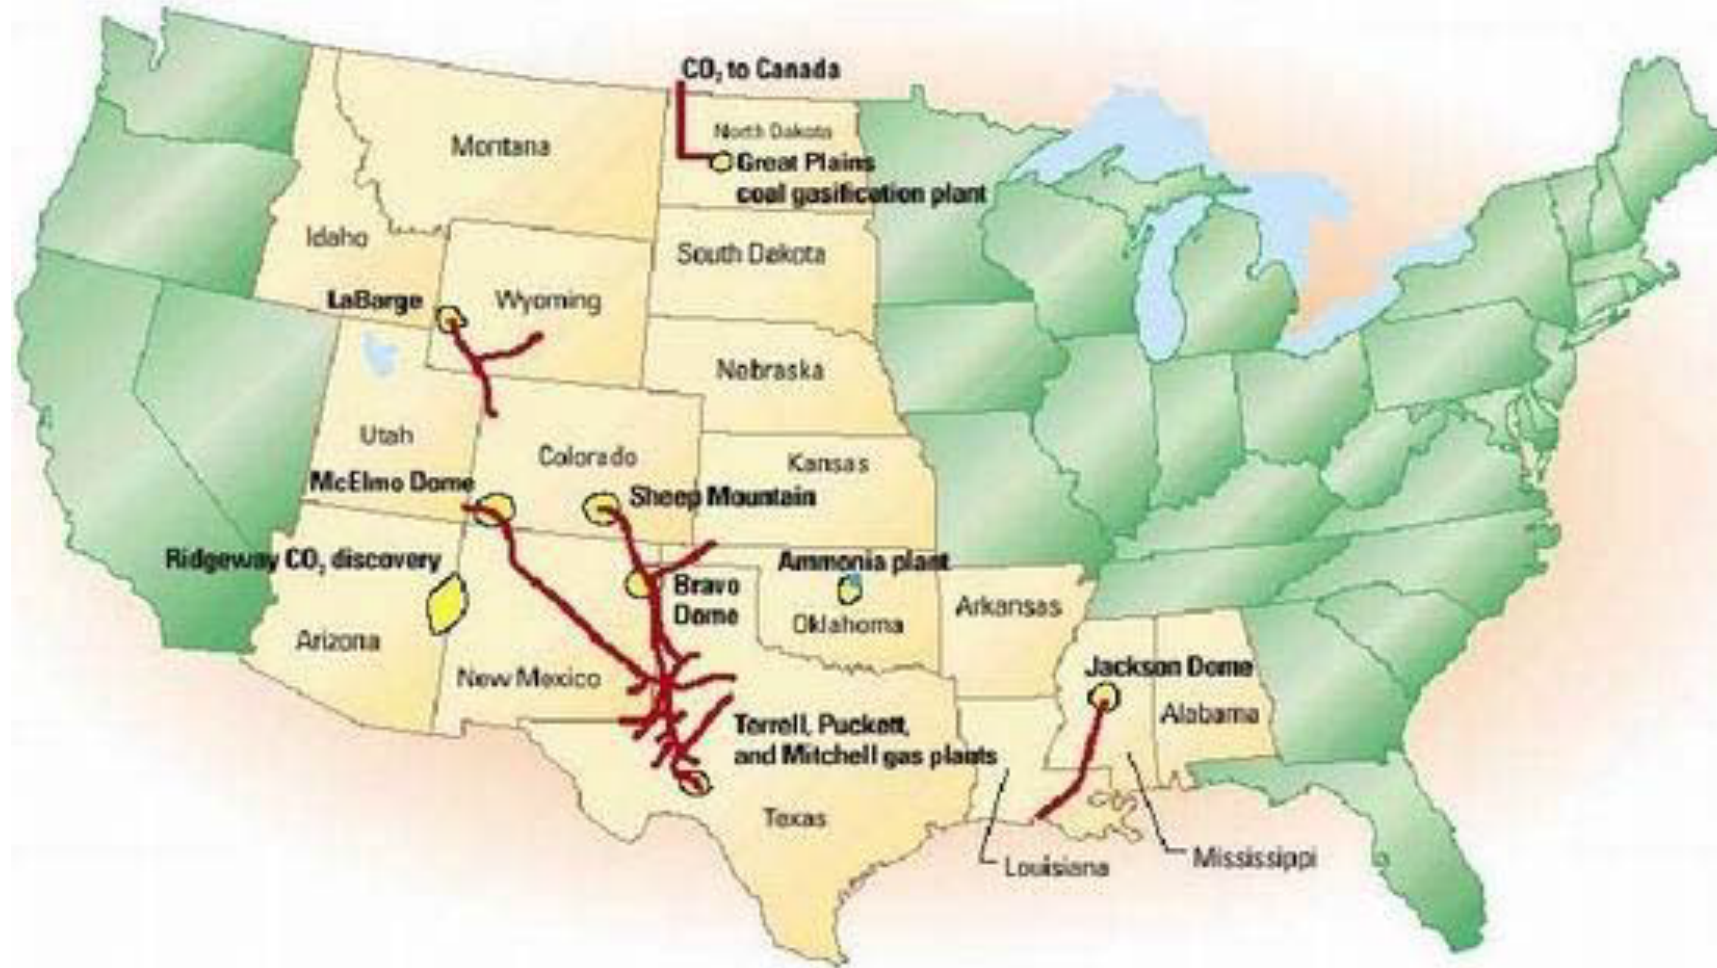 CO₂ to Canada
North Dakota
Montana
Great Plains
coal gasification plant
Idaho
South Dakota
LaBarge
Wyoming
Nebraska
Utah
Colorado
Kansas
McElmo Dome
Sheep Mountain
Ridgeway CO₂ discovery
Ammonia plant
Bravo
Dome
Arkansas
Oklahoma
Arizona
New Mexico
Jackson Dome
Alabama
Terrell, Puckett,
and Mitchell gas plants
Texas
Louisiana
Mississippi